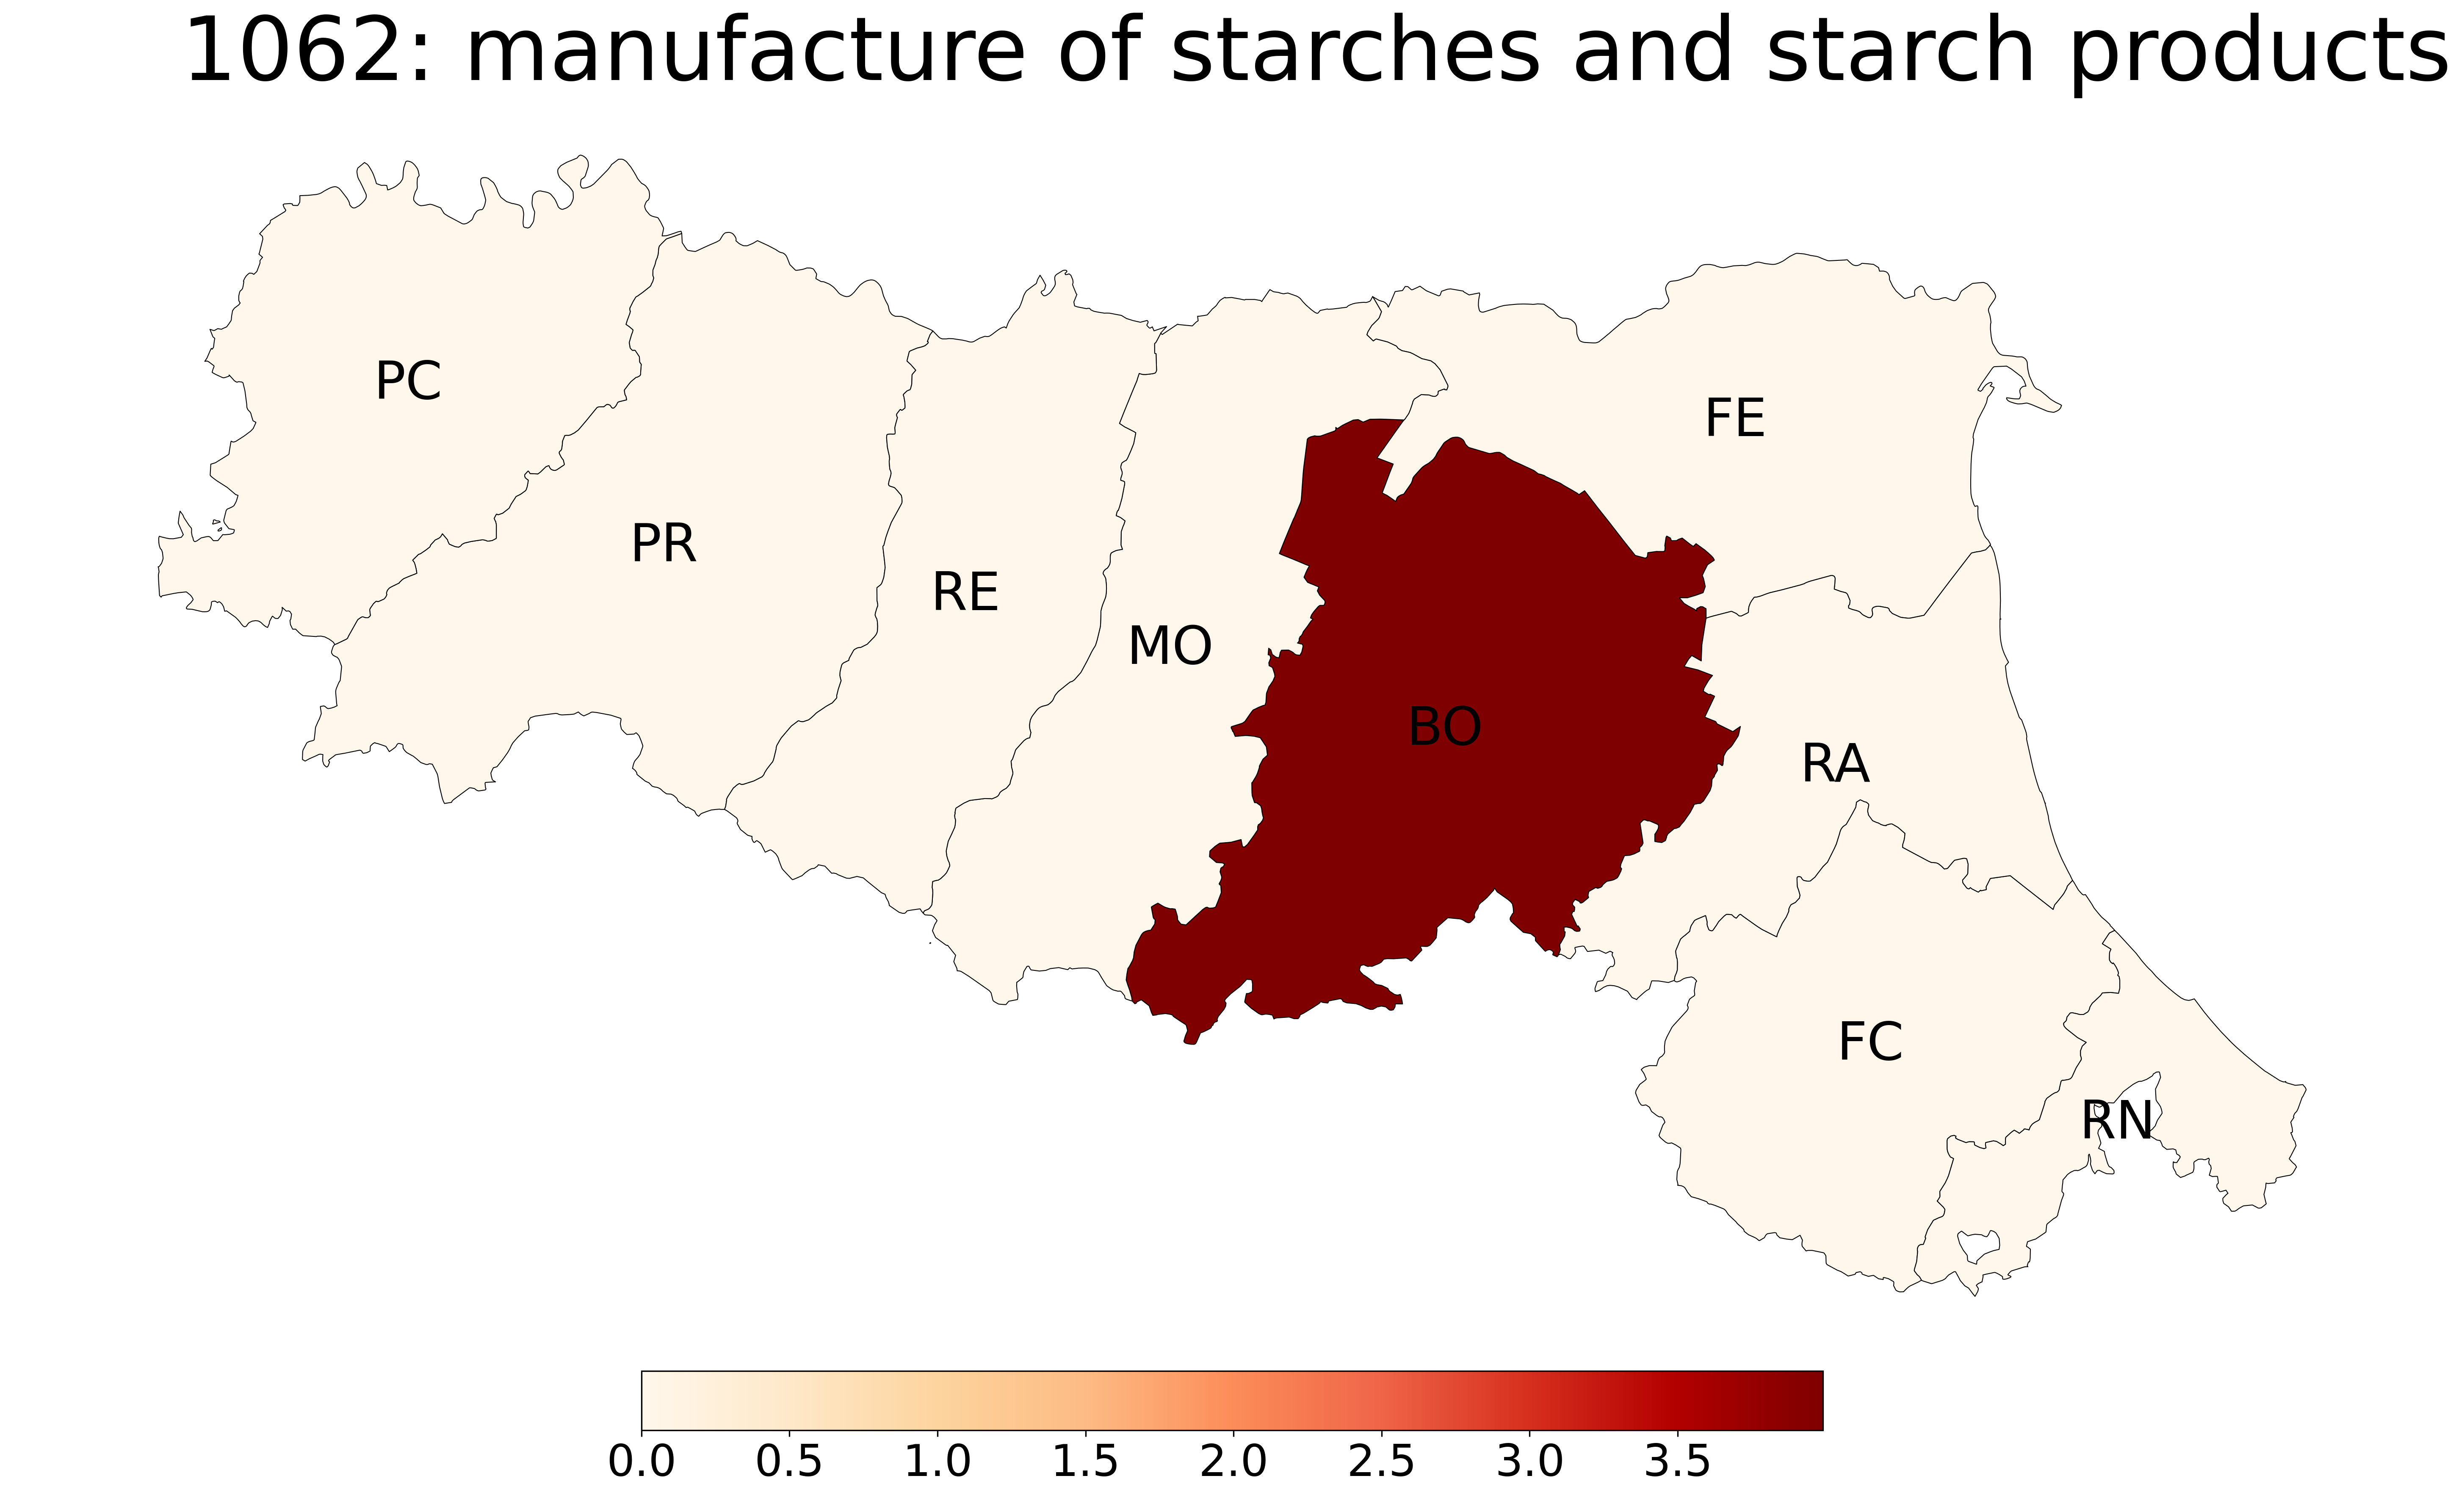 1062: manufacture of starches and starch products
PC
FE
PR
RE
MO
BO
RA
FC
RN
0.0 0.5 1.0 1.5 2.0 2.5 3.0 3.5